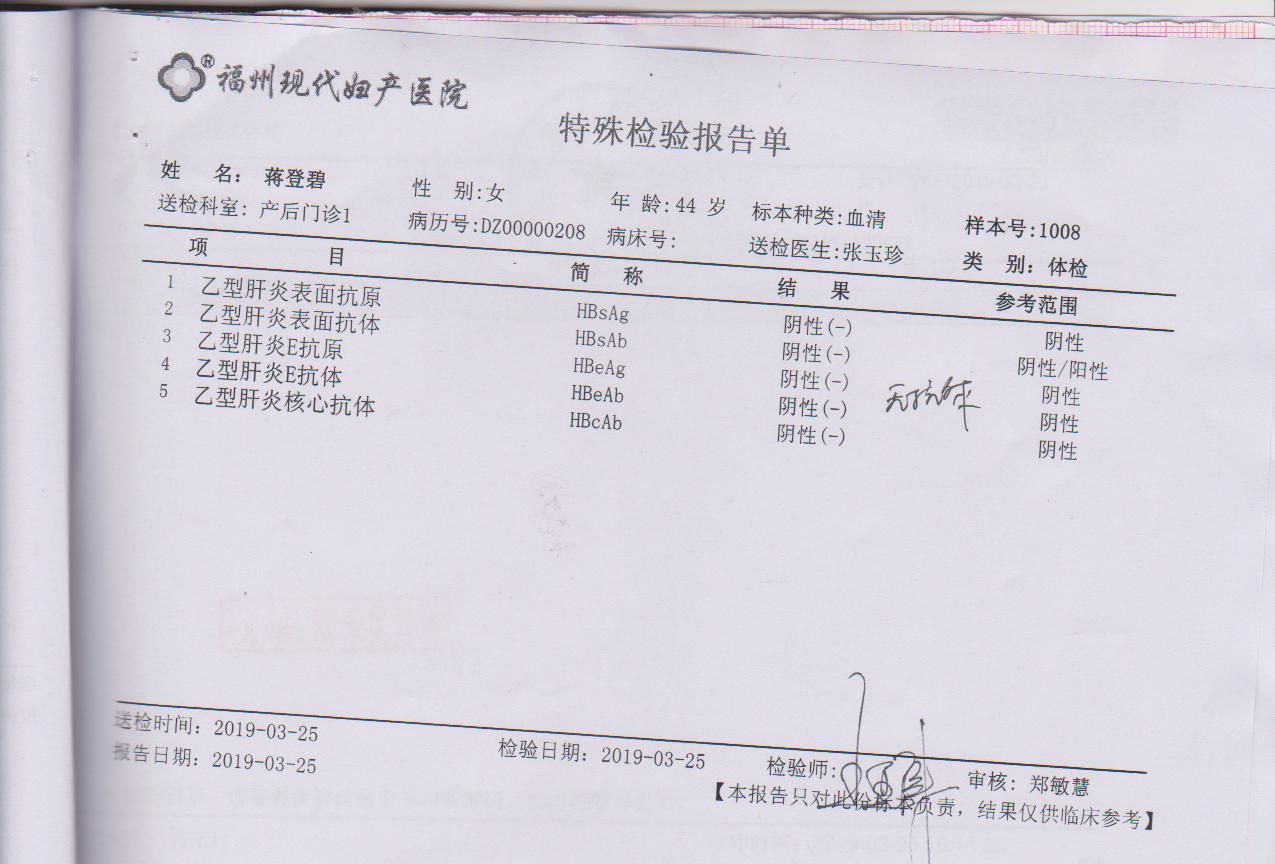 福州现代妇产医院
特殊检验报告单
姓 名: 蒋登碧 性 别:女 年 龄:44 岁 标本种类:血清 样本号:1008
送检科室: 产后门诊1 病历号:DZ00000208 病床号: 送检医生:张玉珍 类 别: 体检
项 目 简 称 结 果 参考范围
1 乙型肝炎表面抗原 HBsAg 阴性(-) 阴性
2 乙型肝炎表面抗体 HBsAb 阴性(-) 阴性/阳性
3 乙型肝炎E抗原 HBeAg 阴性(-) 阴性
4 乙型肝炎E抗体 HBeAb 阴性(-) 阴性
5 乙型肝炎核心抗体 HBcAb 阴性(-) 阴性
无抗体
送检时间: 2019-03-25
报告日期: 2019-03-25 检验日期: 2019-03-25 检验师: 审核: 郑敏慧
【本报告只对此份标本负责，结果仅供临床参考】